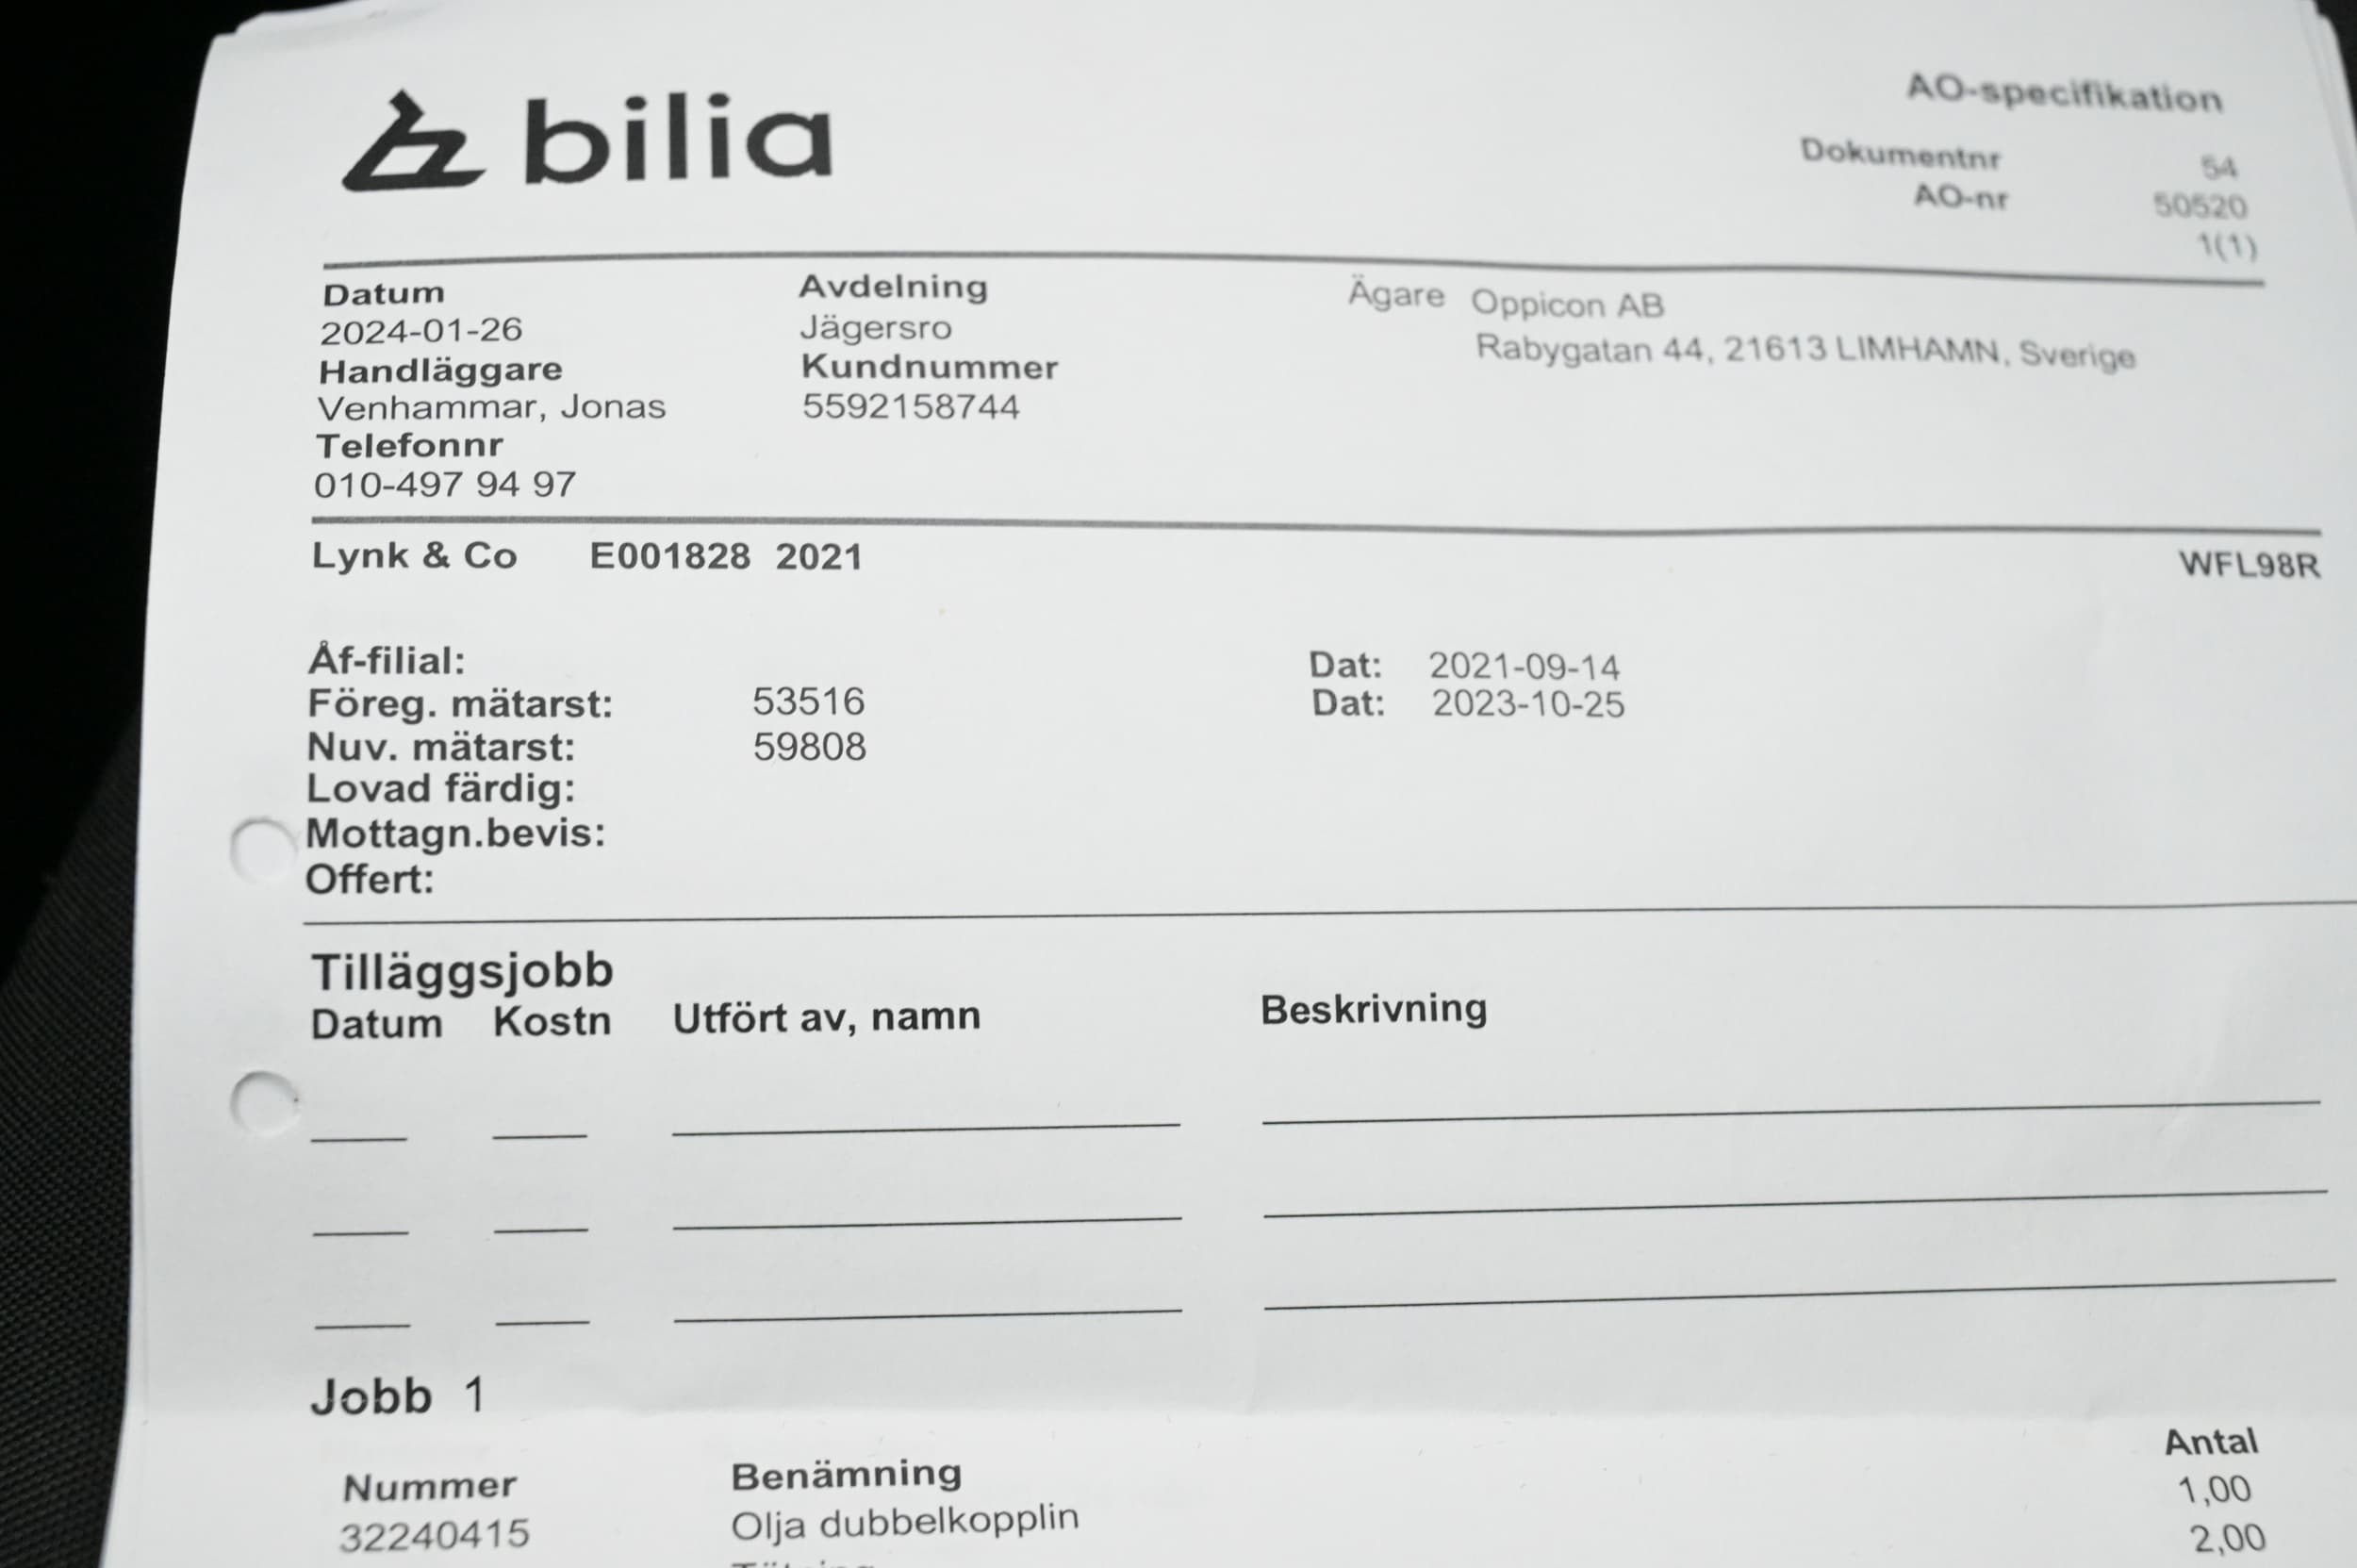 bilia
AO-specifikation
Dokumentnr 54
AO-nr 50520
1(1)
Datum Avdelning Ägare Oppicon AB
2024-01-26 Jägersro Rabygatan 44, 21613 LIMHAMN, Sverige
Handläggare Kundnummer
Venhammar, Jonas 5592158744
Telefonnr
010-497 94 97
Lynk & Co E001828 2021 WFL98R
Åf-filial: Dat: 2021-09-14
Föreg. mätarst: 53516 Dat: 2023-10-25
Nuv. mätarst: 59808
Lovad färdig:
Mottagn.bevis:
Offert:
Tilläggsjobb
Datum Kostn Utfört av, namn Beskrivning
Jobb 1
Nummer Benämning Antal
32240415 Olja dubbelkopplin 1,00
2,00